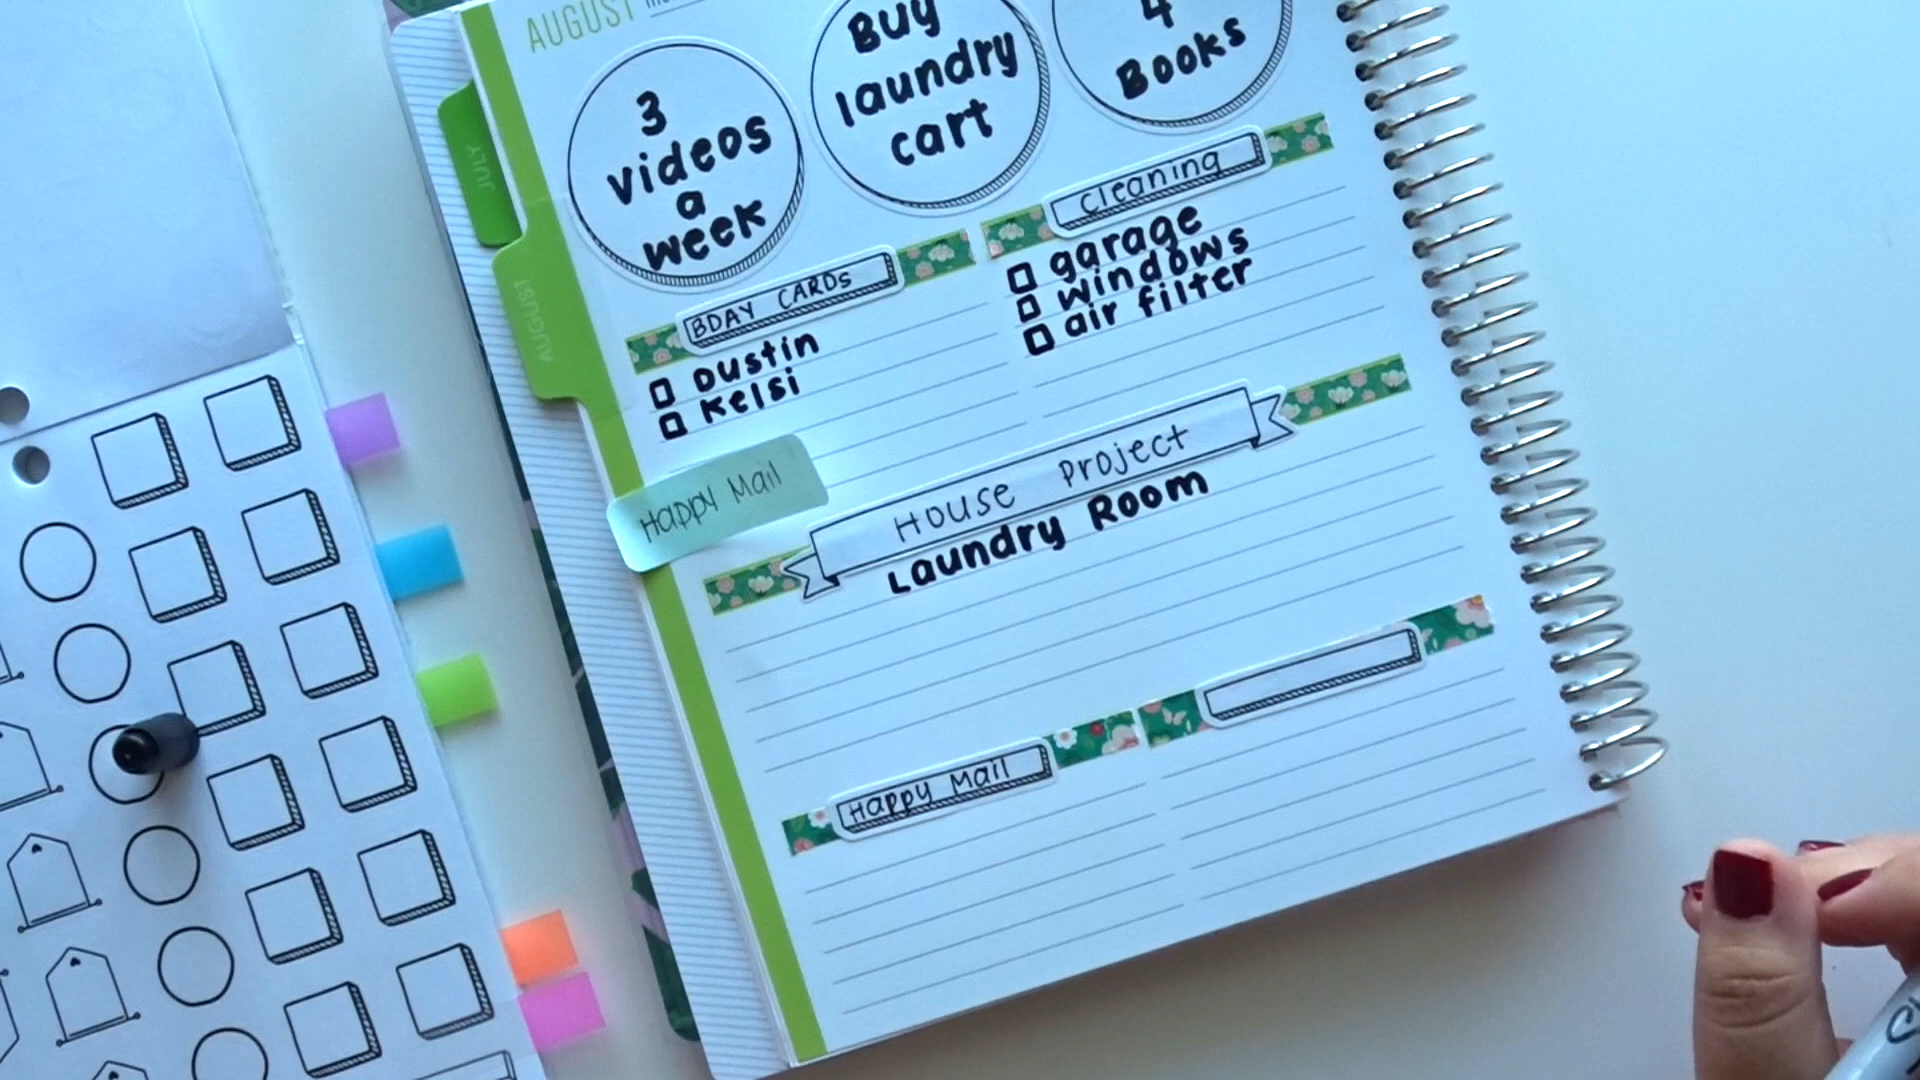 AUGUST
3
videos
a
week
Buy
laundry
cart
4
Books
JULY
AUGUST
BDAY CARDS
Dustin
Kelsi
Cleaning
garage
windows
air filter
Happy Mail
House Project
Laundry Room
Happy Mail